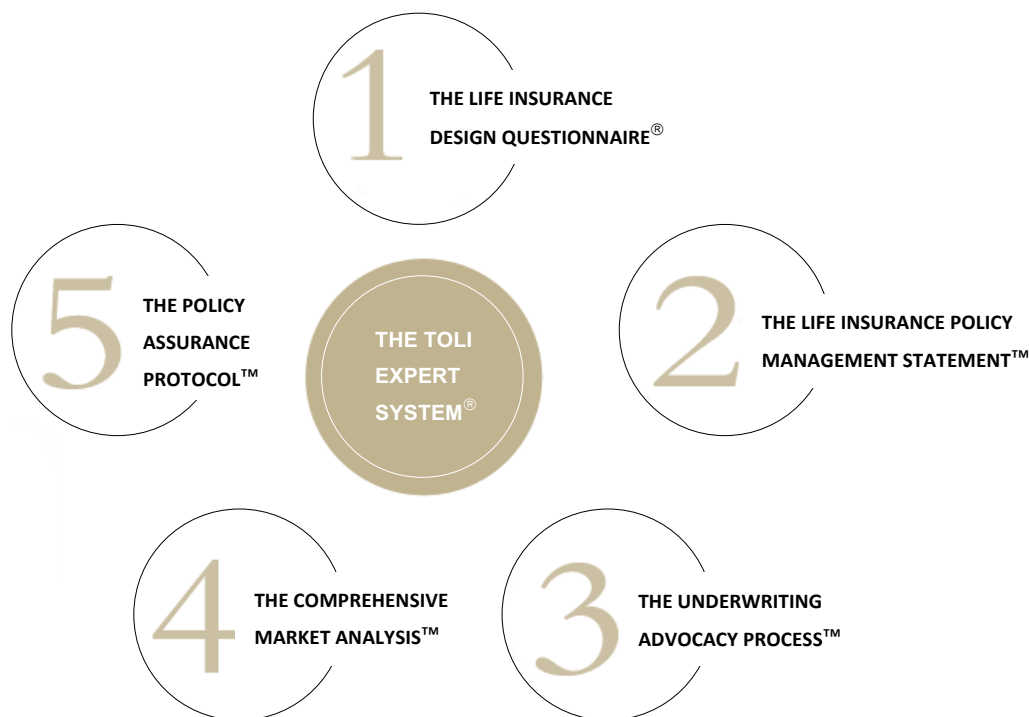 1
THE LIFE INSURANCE
DESIGN QUESTIONNAIRE®
2
THE LIFE INSURANCE POLICY
MANAGEMENT STATEMENT™
3
THE UNDERWRITING
ADVOCACY PROCESS™
4
THE COMPREHENSIVE
MARKET ANALYSIS™
5
THE POLICY
ASSURANCE
PROTOCOL™
THE TOLI
EXPERT
SYSTEM®